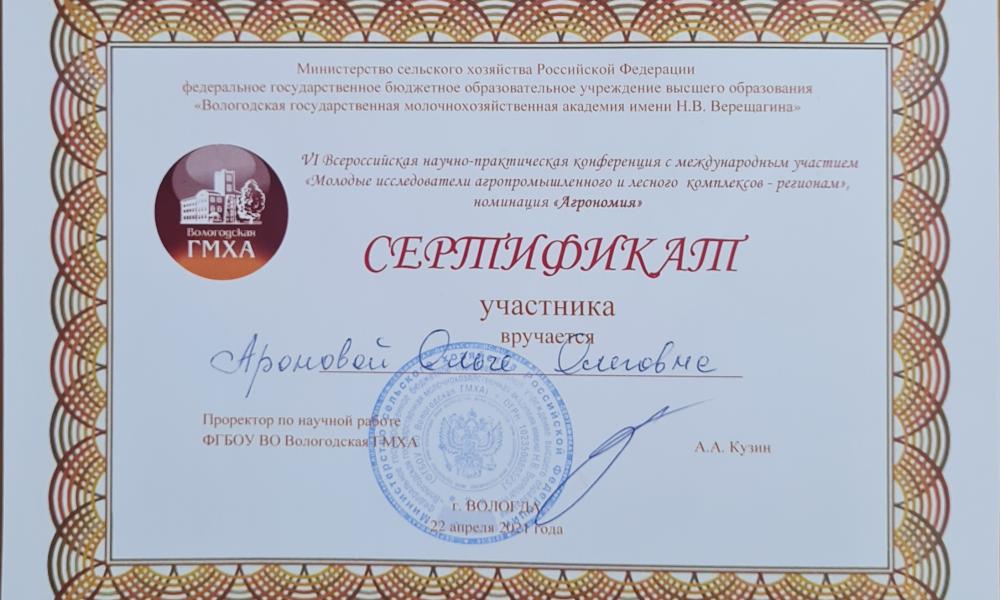 Министерство сельского хозяйства Российской Федерации
федеральное государственное бюджетное образовательное учреждение высшего образования
«Вологодская государственная молочнохозяйственная академия имени Н.В. Верещагина»
VI Всероссийская научно-практическая конференция с международным участием
«Молодые исследователи агропромышленного и лесного комплексов - регионам»,
номинация «Агрономия»
Вологодская
ГМХА
СЕРТИФИКАТ
участника
вручается
Ароновой Ольге Олеговне
Проректор по научной работе
ФГБОУ ВО Вологодская ГМХА
А.А. Кузин
г. ВОЛОГДА
22 апреля 2021 года